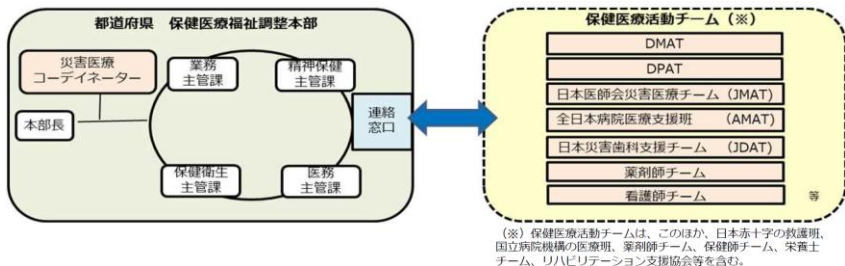 都道府県　保健医療福祉調整本部
災害医療
コーデイネーター
本部長
業務
主管課
精神保健
主管課
保健衛生
主管課
医務
主管課
連絡
窓口
保健医療活動チーム（※）
DMAT
DPAT
日本医師会災害医療チーム（JMAT)
全日本病院医療支援班　（AMAT)
日本災害歯科支援チーム（JDAT)
薬剤師チーム
看護師チーム
等
（※）保健医療活動チームは、このほか、日本赤十字の救護班、
国立病院機構の医療班、薬剤師チーム、保健師チーム、栄養士
チーム、リハビリテーション支援協会等を含む。